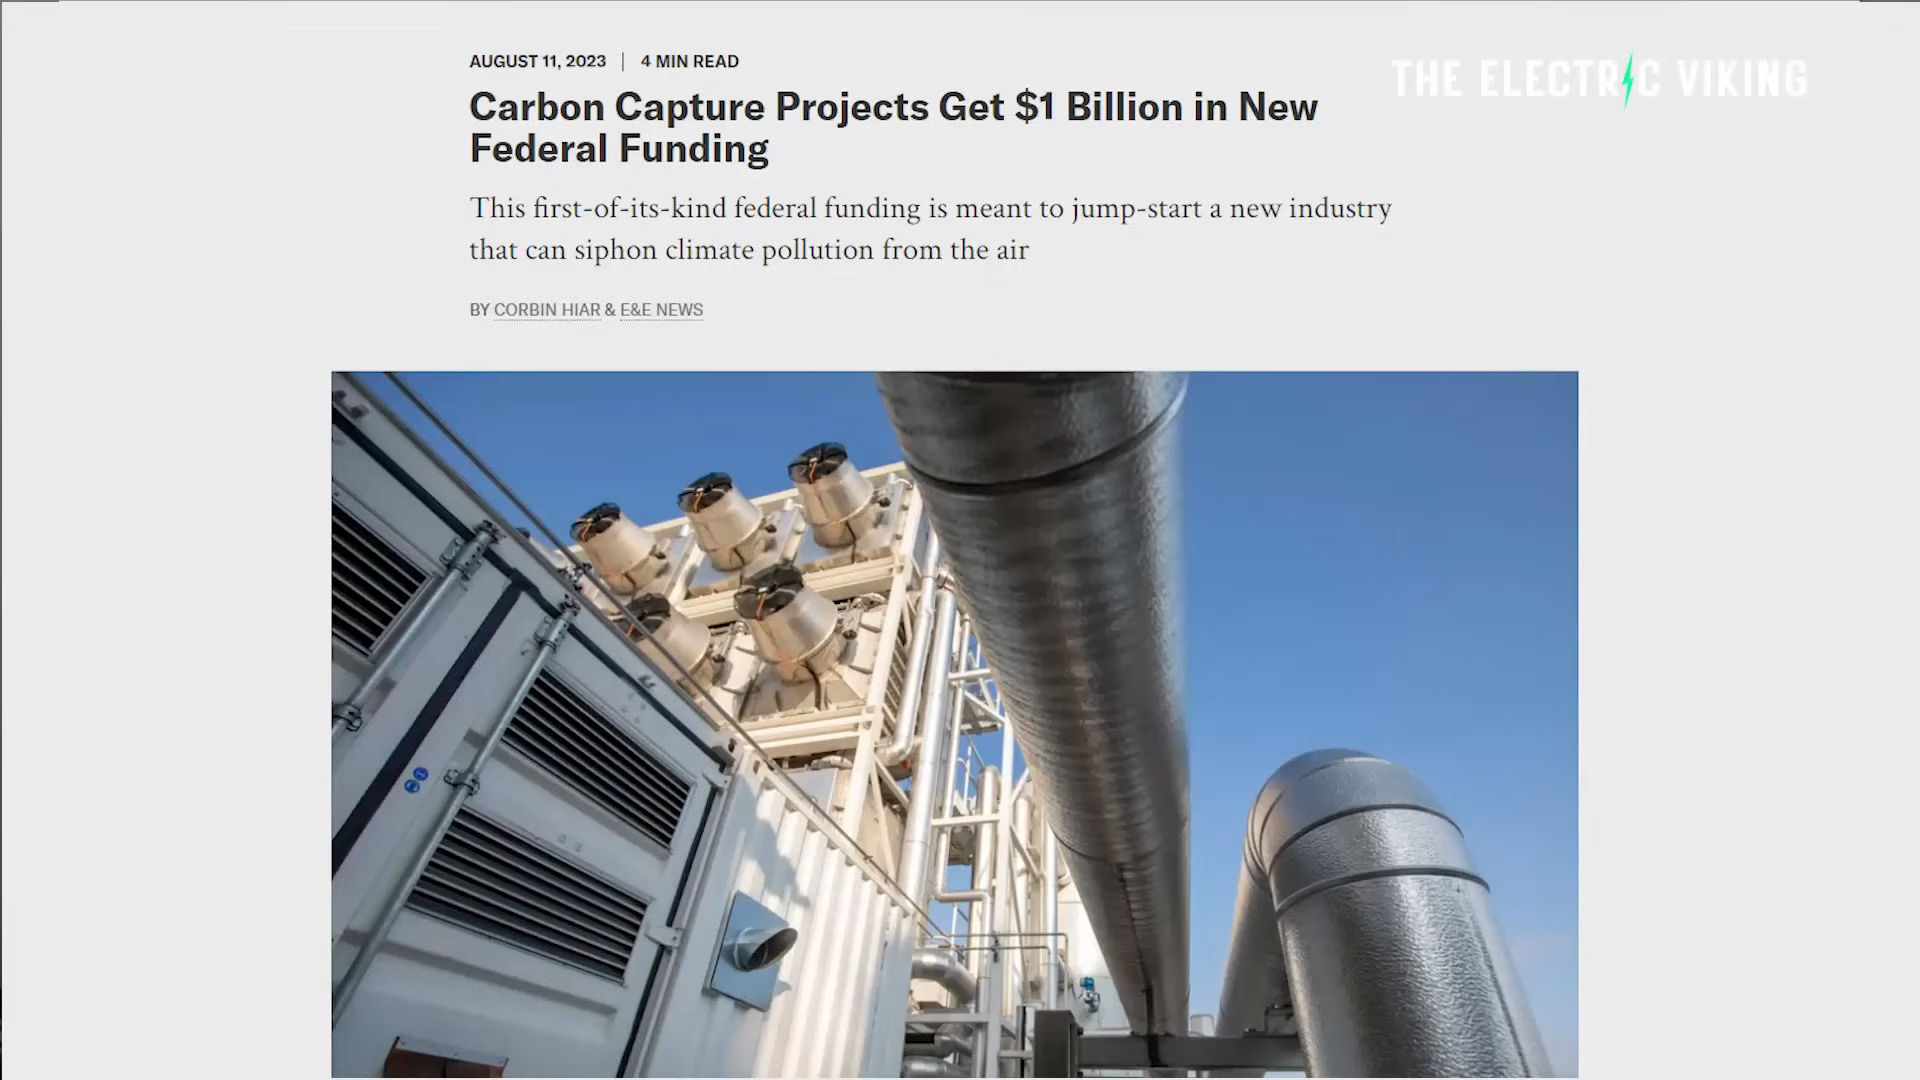 AUGUST 11, 2023 | 4 MIN READ
THE ELECTRIC VIKING
Carbon Capture Projects Get $1 Billion in New
Federal Funding
This first-of-its-kind federal funding is meant to jump-start a new industry
that can siphon climate pollution from the air
BY CORBIN HIAR & E&E NEWS